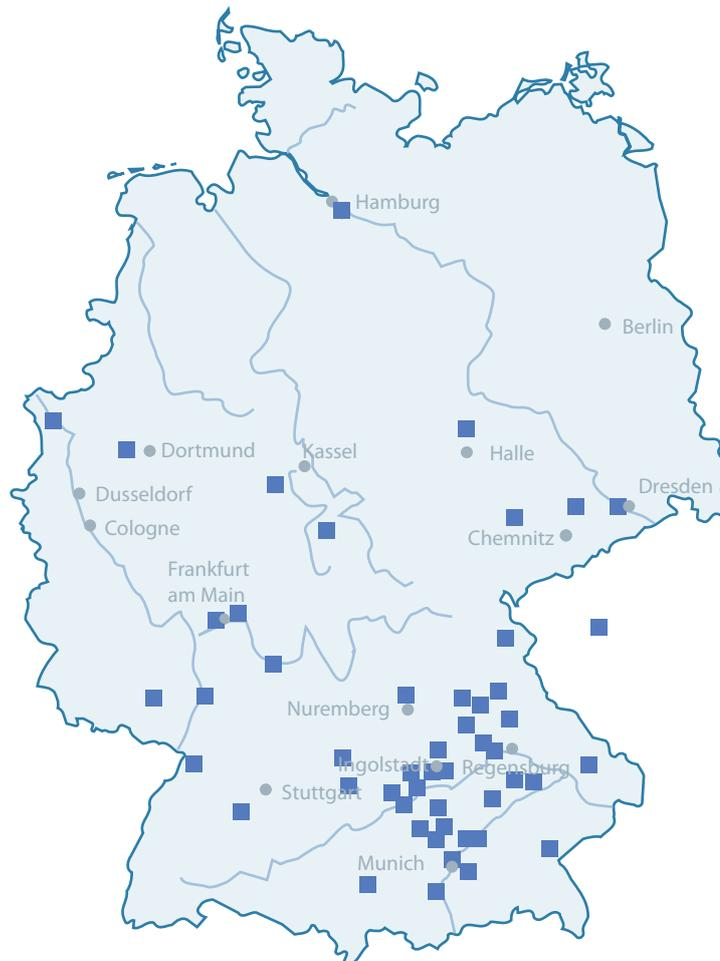 Hamburg
Berlin
Dortmund
Kassel
Halle
Dresden
Dusseldorf
Cologne
Chemnitz
Frankfurt
am Main
Nuremberg
Ingolstadt
Regensburg
Stuttgart
Munich